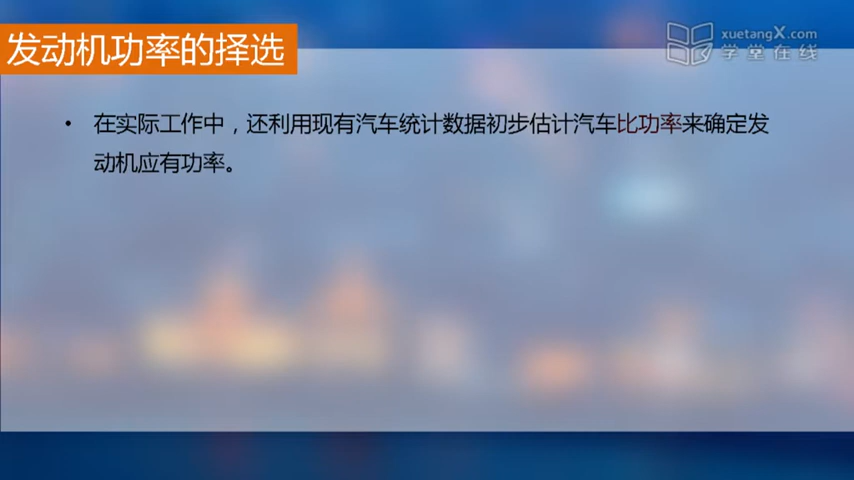 发动机功率的择选
xuetangX.com
学堂在线
• 在实际工作中，还利用现有汽车统计数据初步估计汽车比功率来确定发
动机应有功率。